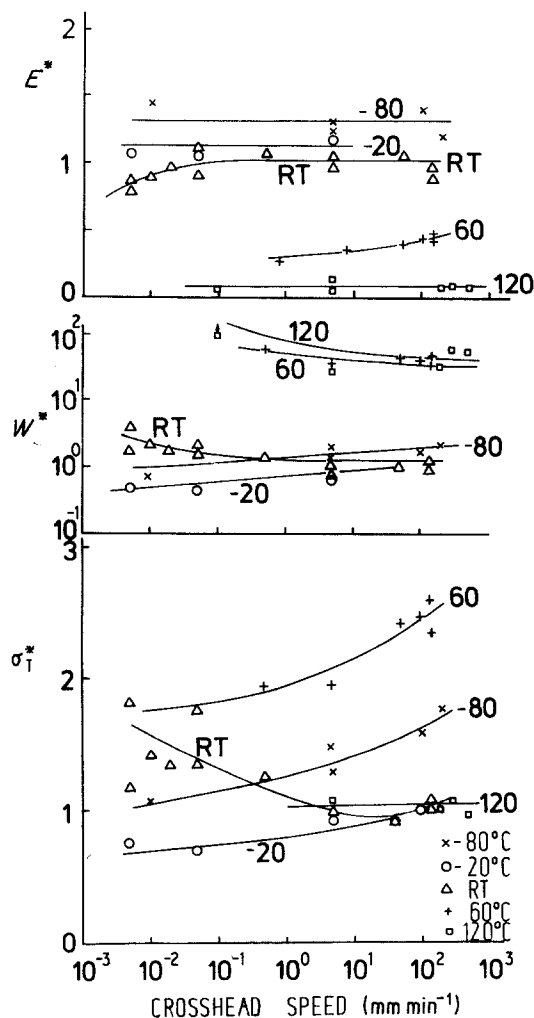 2
E*
-80
-20
1
RT
RT
60
120
0
10²
120
60
10¹
W*
RT
10⁰
-80
-20
10⁻¹
3
60
σ_T*
2
-80
RT
1
120
-20
× -80°C
○ -20°C
△ RT
+ 60°C
□ 120°C
0
10⁻³ 10⁻² 10⁻¹ 10⁰ 10¹ 10² 10³
CROSSHEAD SPEED (mm min⁻¹)